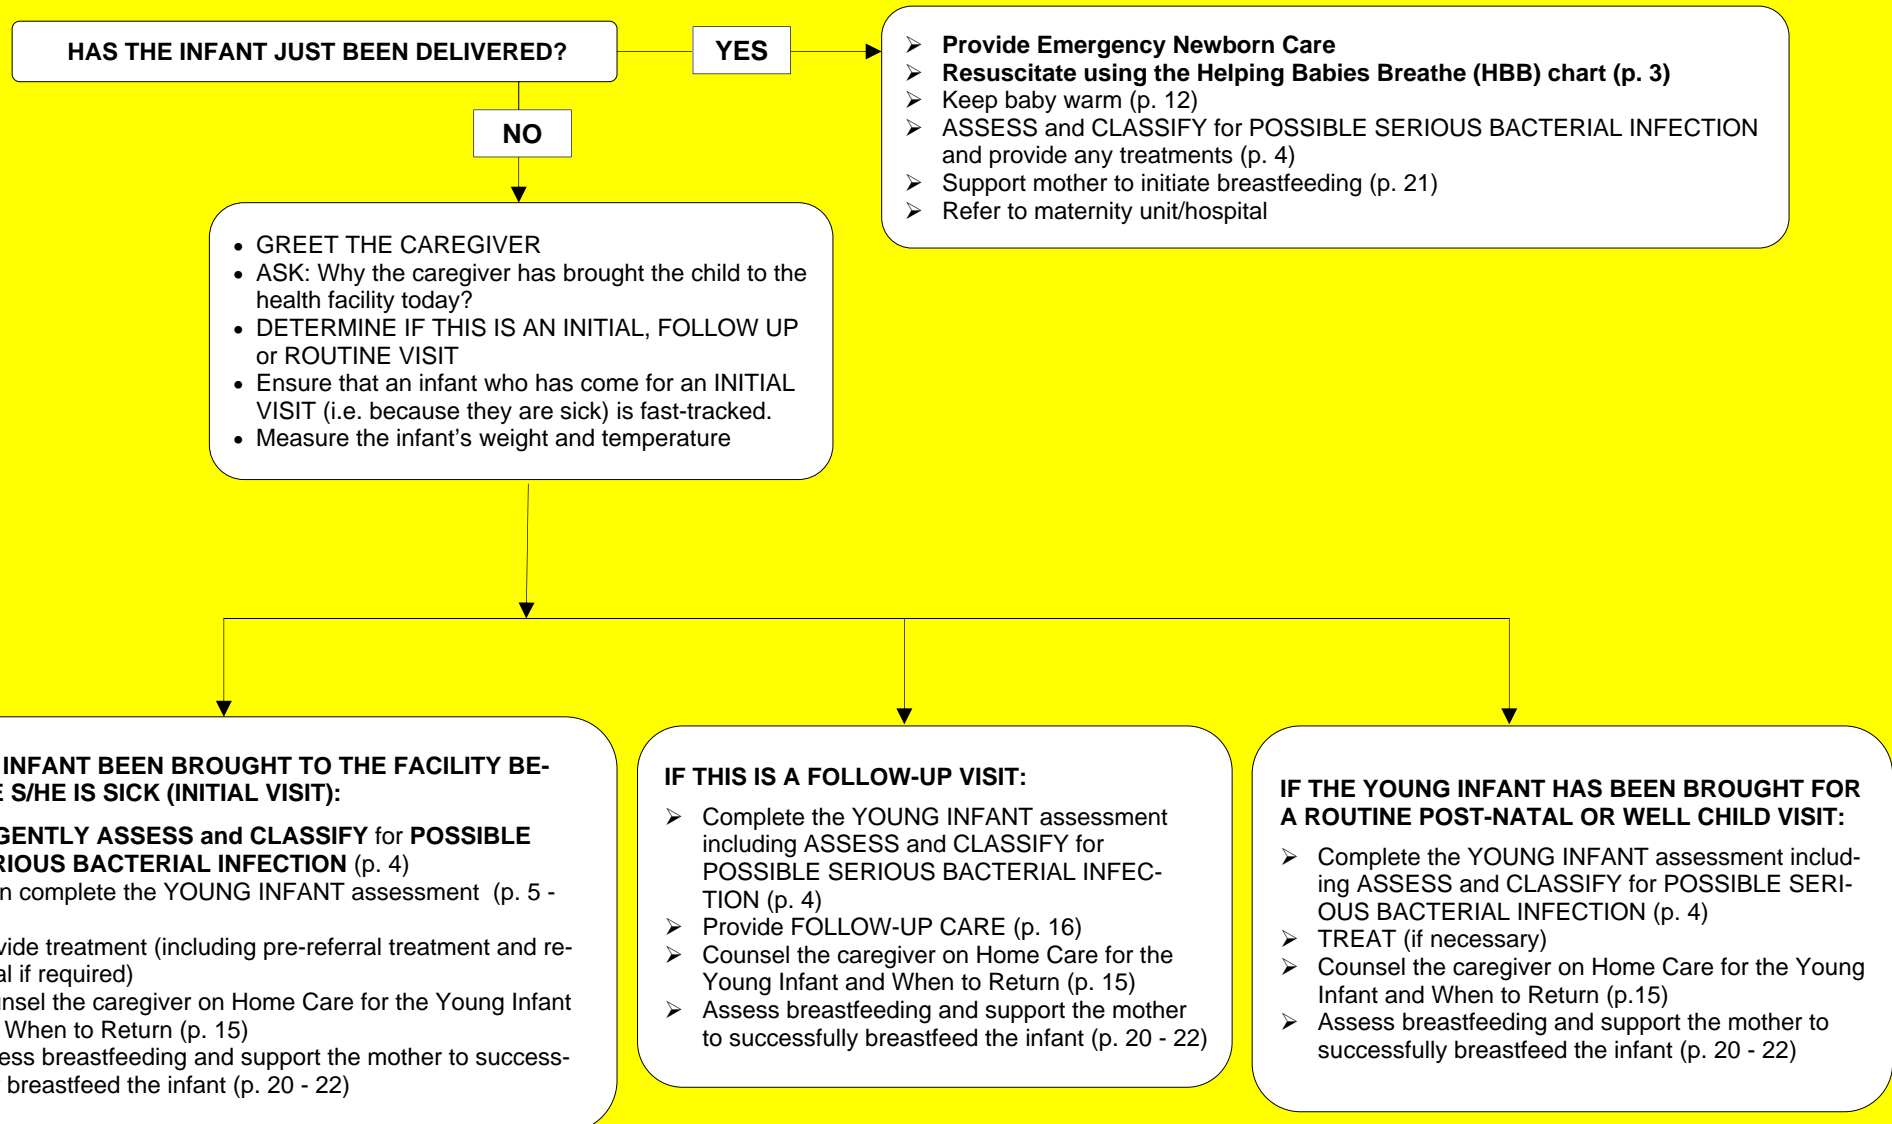 HAS THE INFANT JUST BEEN DELIVERED?
YES
➢ Provide Emergency Newborn Care
➢ Resuscitate using the Helping Babies Breathe (HBB) chart (p. 3)
➢ Keep baby warm (p. 12)
➢ ASSESS and CLASSIFY for POSSIBLE SERIOUS BACTERIAL INFECTION
and provide any treatments (p. 4)
➢ Support mother to initiate breastfeeding (p. 21)
➢ Refer to maternity unit/hospital
NO
• GREET THE CAREGIVER
• ASK: Why the caregiver has brought the child to the
health facility today?
• DETERMINE IF THIS IS AN INITIAL, FOLLOW UP
or ROUTINE VISIT
• Ensure that an infant who has come for an INITIAL
VISIT (i.e. because they are sick) is fast-tracked.
• Measure the infant's weight and temperature
INFANT BEEN BROUGHT TO THE FACILITY BE-
S/HE IS SICK (INITIAL VISIT):
ASSESS and CLASSIFY for POSSIBLE
BACTERIAL INFECTION (p. 4)
complete the YOUNG INFANT assessment (p. 5 -
treatment (including pre-referral treatment and re-
if required)
the caregiver on Home Care for the Young Infant
When to Return (p. 15)
breastfeeding and support the mother to success-
breastfeed the infant (p. 20 - 22)
IF THIS IS A FOLLOW-UP VISIT:
➢ Complete the YOUNG INFANT assessment
including ASSESS and CLASSIFY for
POSSIBLE SERIOUS BACTERIAL INFEC-
TION (p. 4)
➢ Provide FOLLOW-UP CARE (p. 16)
➢ Counsel the caregiver on Home Care for the
Young Infant and When to Return (p. 15)
➢ Assess breastfeeding and support the mother
to successfully breastfeed the infant (p. 20 - 22)
IF THE YOUNG INFANT HAS BEEN BROUGHT FOR
A ROUTINE POST-NATAL OR WELL CHILD VISIT:
➢ Complete the YOUNG INFANT assessment includ-
ing ASSESS and CLASSIFY for POSSIBLE SERI-
OUS BACTERIAL INFECTION (p. 4)
➢ TREAT (if necessary)
➢ Counsel the caregiver on Home Care for the Young
Infant and When to Return (p.15)
➢ Assess breastfeeding and support the mother to
successfully breastfeed the infant (p. 20 - 22)